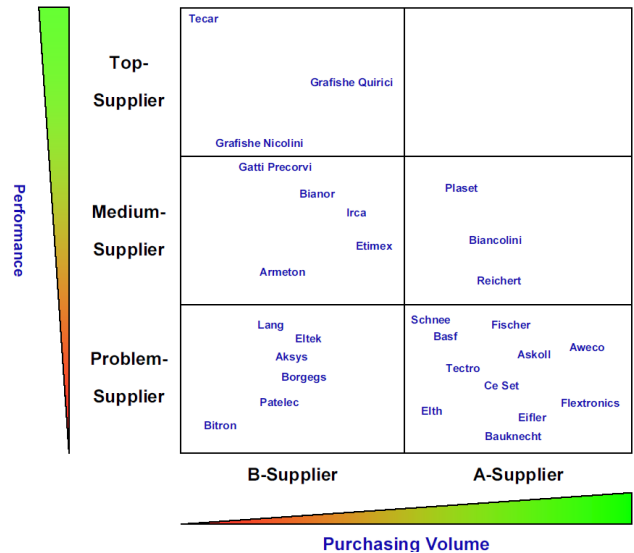 Tecar
Top-
Supplier
Grafishe Quirici
Grafishe Nicolini
Gatti Precorvi
Bianor
Plaset
Medium-
Supplier
Irca
Etimex
Biancolini
Armeton
Reichert
Performance
Lang
Eltek
Aksys
Borgegs
Patelec
Bitron
Problem-
Supplier
Schnee
Fischer
Basf
Askoll
Aweco
Tectro
Ce Set
Flextronics
Elth
Eifler
Bauknecht
B-Supplier
A-Supplier
Purchasing Volume